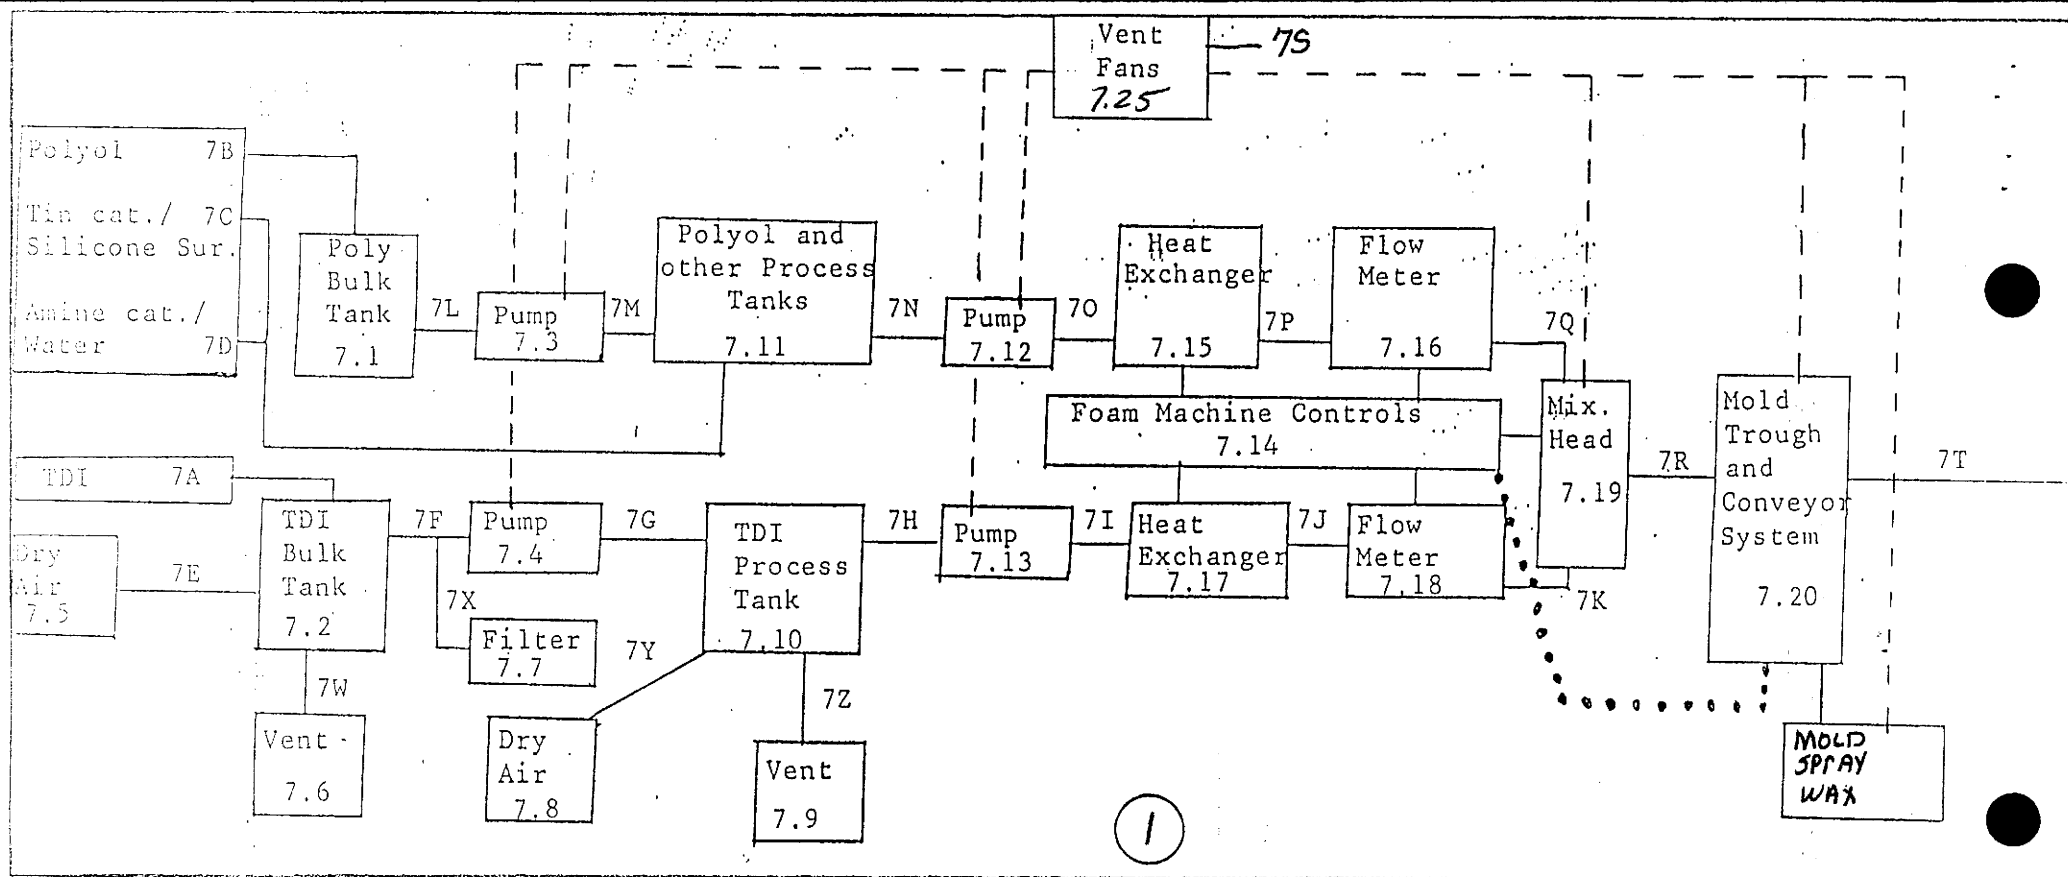 Vent
Fans
7.25
7S
Polyol 7B
Tin cat./ 7C
Silicone Sur.
Amine cat./
Water 7D
Poly
Bulk
Tank
7.1
7L
Pump
7.3
7M
Polyol and
other Process
Tanks
7.11
7N
Pump
7.12
7O
Heat
Exchanger
7.15
7P
Flow
Meter
7.16
7Q
Foam Machine Controls
7.14
Mix.
Head
7.19
7R
Mold
Trough
and
Conveyor
System
7.20
7T
TDI 7A
Dry
Air
7.5
7E
TDI
Bulk
Tank
7.2
7F
7X
Pump
7.4
7G
Filter
7.7
7Y
TDI
Process
Tank
7.10
7H
Pump
7.13
7I
Heat
Exchanger
7.17
7J
Flow
Meter
7.18
7K
7W
Vent
7.6
Dry
Air
7.8
7Z
Vent
7.9
MOLD
SPRAY
WAX
1